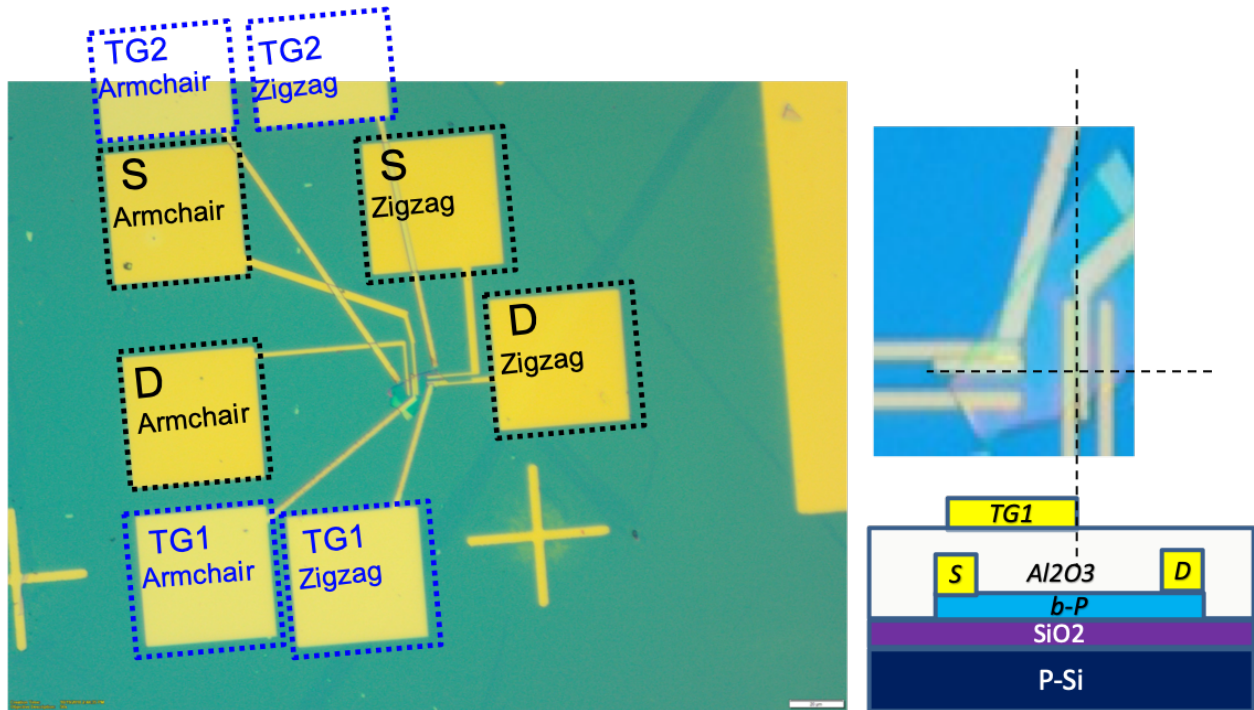 TG2
Armchair
TG2
Zigzag
S
Armchair
S
Zigzag
D
Zigzag
D
Armchair
TG1
Armchair
TG1
Zigzag
TG1
S
Al2O3
D
b-P
SiO2
P-Si